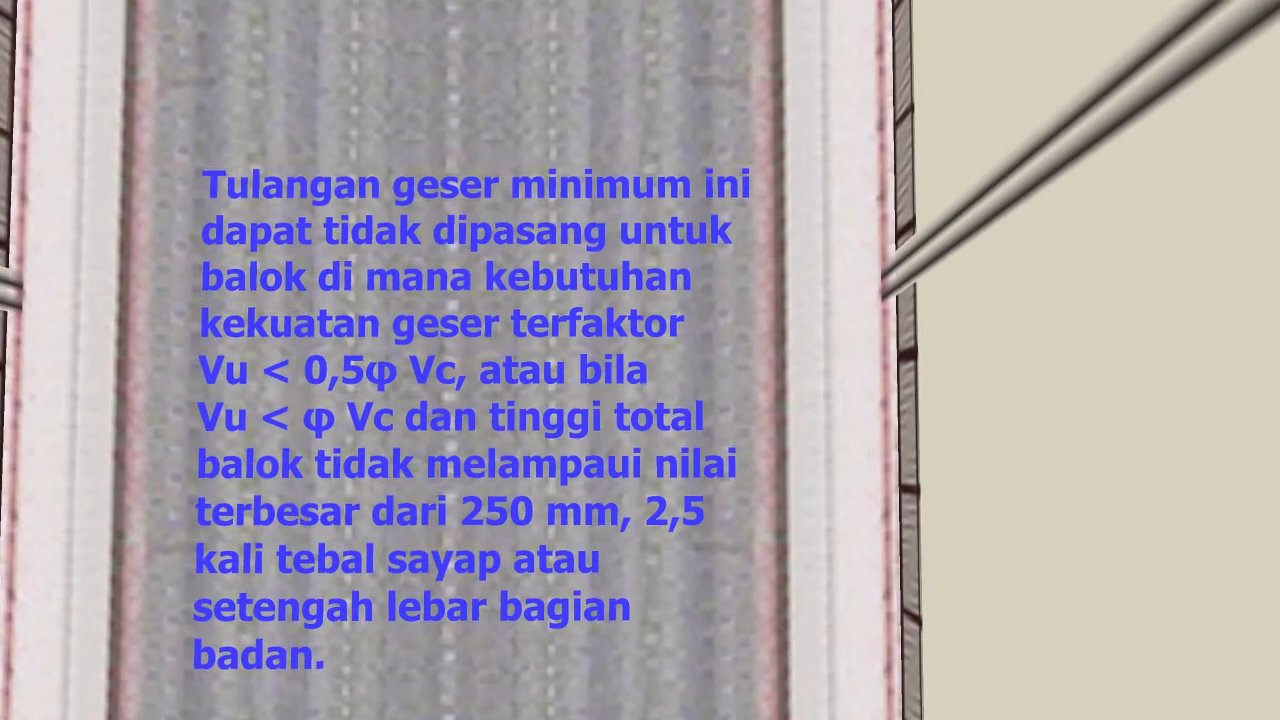 Tulangan geser minimum ini
dapat tidak dipasang untuk
balok di mana kebutuhan
kekuatan geser terfaktor
Vu < 0,5φ Vc, atau bila
Vu < φ Vc dan tinggi total
balok tidak melampaui nilai
terbesar dari 250 mm, 2,5
kali tebal sayap atau
setengah lebar bagian
badan.